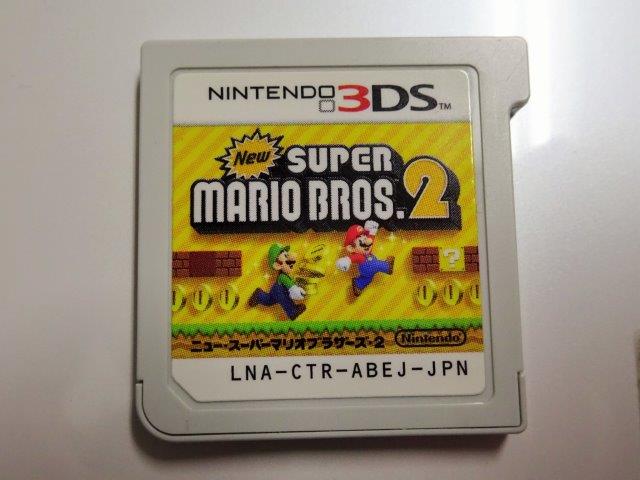 NINTENDO 3DS™
New SUPER
MARIO BROS. 2
?
ニュー・スーパーマリオブラザーズ・2 Nintendo
LNA-CTR-ABEJ-JPN